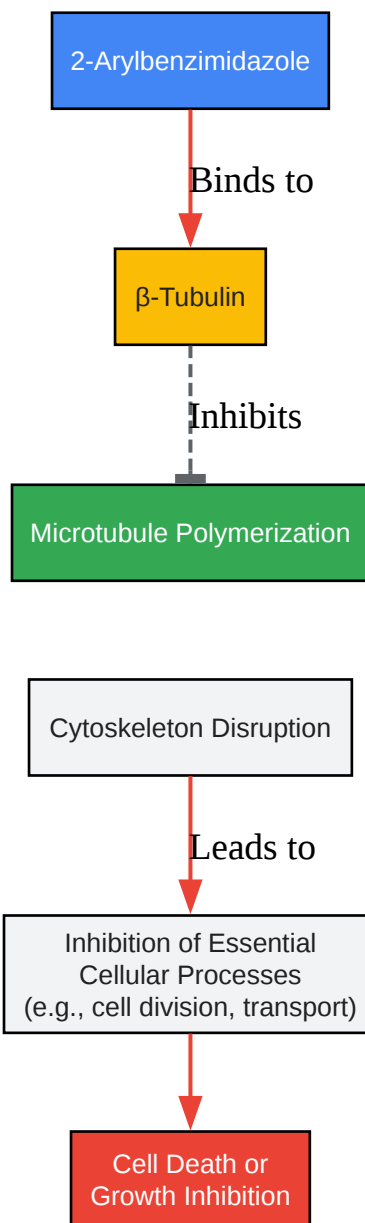 2-Arylbenzimidazole
Binds to
β-Tubulin
Inhibits
Microtubule Polymerization
Cytoskeleton Disruption
Leads to
Inhibition of Essential
Cellular Processes
(e.g., cell division, transport)
Cell Death or
Growth Inhibition